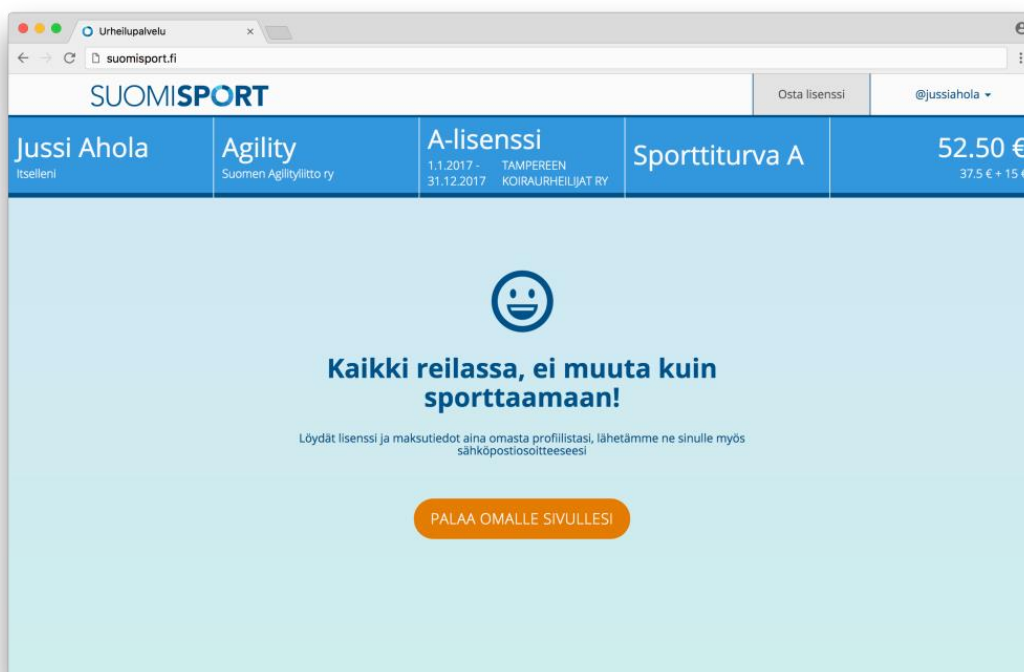 Urheilupalvelu
suomisport.fi
SUOMISPORT
Osta lisenssi
@jussiahola
Jussi Ahola
Itselleni
Agility
Suomen Agilityliitto ry
A-lisenssi
1.1.2017 - TAMPEREEN
31.12.2017 KOIRAURHEILIJAT RY
Sporttiturva A
52.50 €
37.5 € + 15 €
Kaikki reilassa, ei muuta kuin
sporttaamaan!
Löydät lisenssi ja maksutiedot aina omasta profiilistasi, lähetämme ne sinulle myös
sähköpostiosoitteeseesi
PALAA OMALLE SIVULLESI